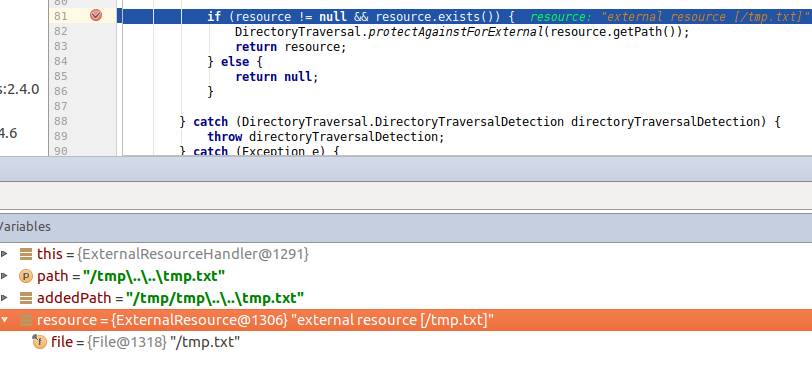 80
81 if (resource != null && resource.exists()) { resource: "external resource [/tmp.txt]"
82 DirectoryTraversal.protectAgainstForExternal(resource.getPath());
83 return resource;
84 } else {
85 return null;
86 }
87
88 } catch (DirectoryTraversal.DirectoryTraversalDetection directoryTraversalDetection) {
89 throw directoryTraversalDetection;
90 } catch (Exception e) {
s:2.4.0
4.6
Variables
this = {ExternalResourceHandler@1291}
path = "/tmp\..\..\tmp.txt"
addedPath = "/tmp/tmp\..\..\tmp.txt"
resource = {ExternalResource@1306} "external resource [/tmp.txt]"
file = {File@1318} "/tmp.txt"